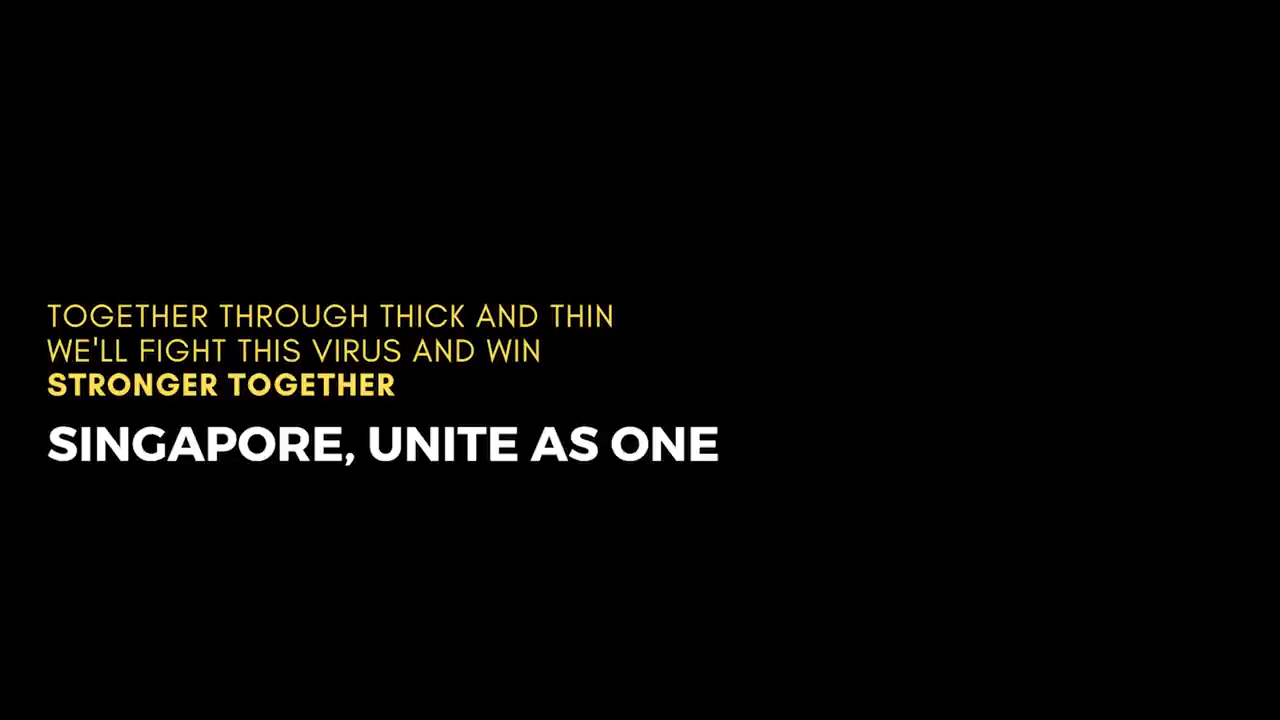 TOGETHER THROUGH THICK AND THIN
WE'LL FIGHT THIS VIRUS AND WIN
STRONGER TOGETHER
SINGAPORE, UNITE AS ONE